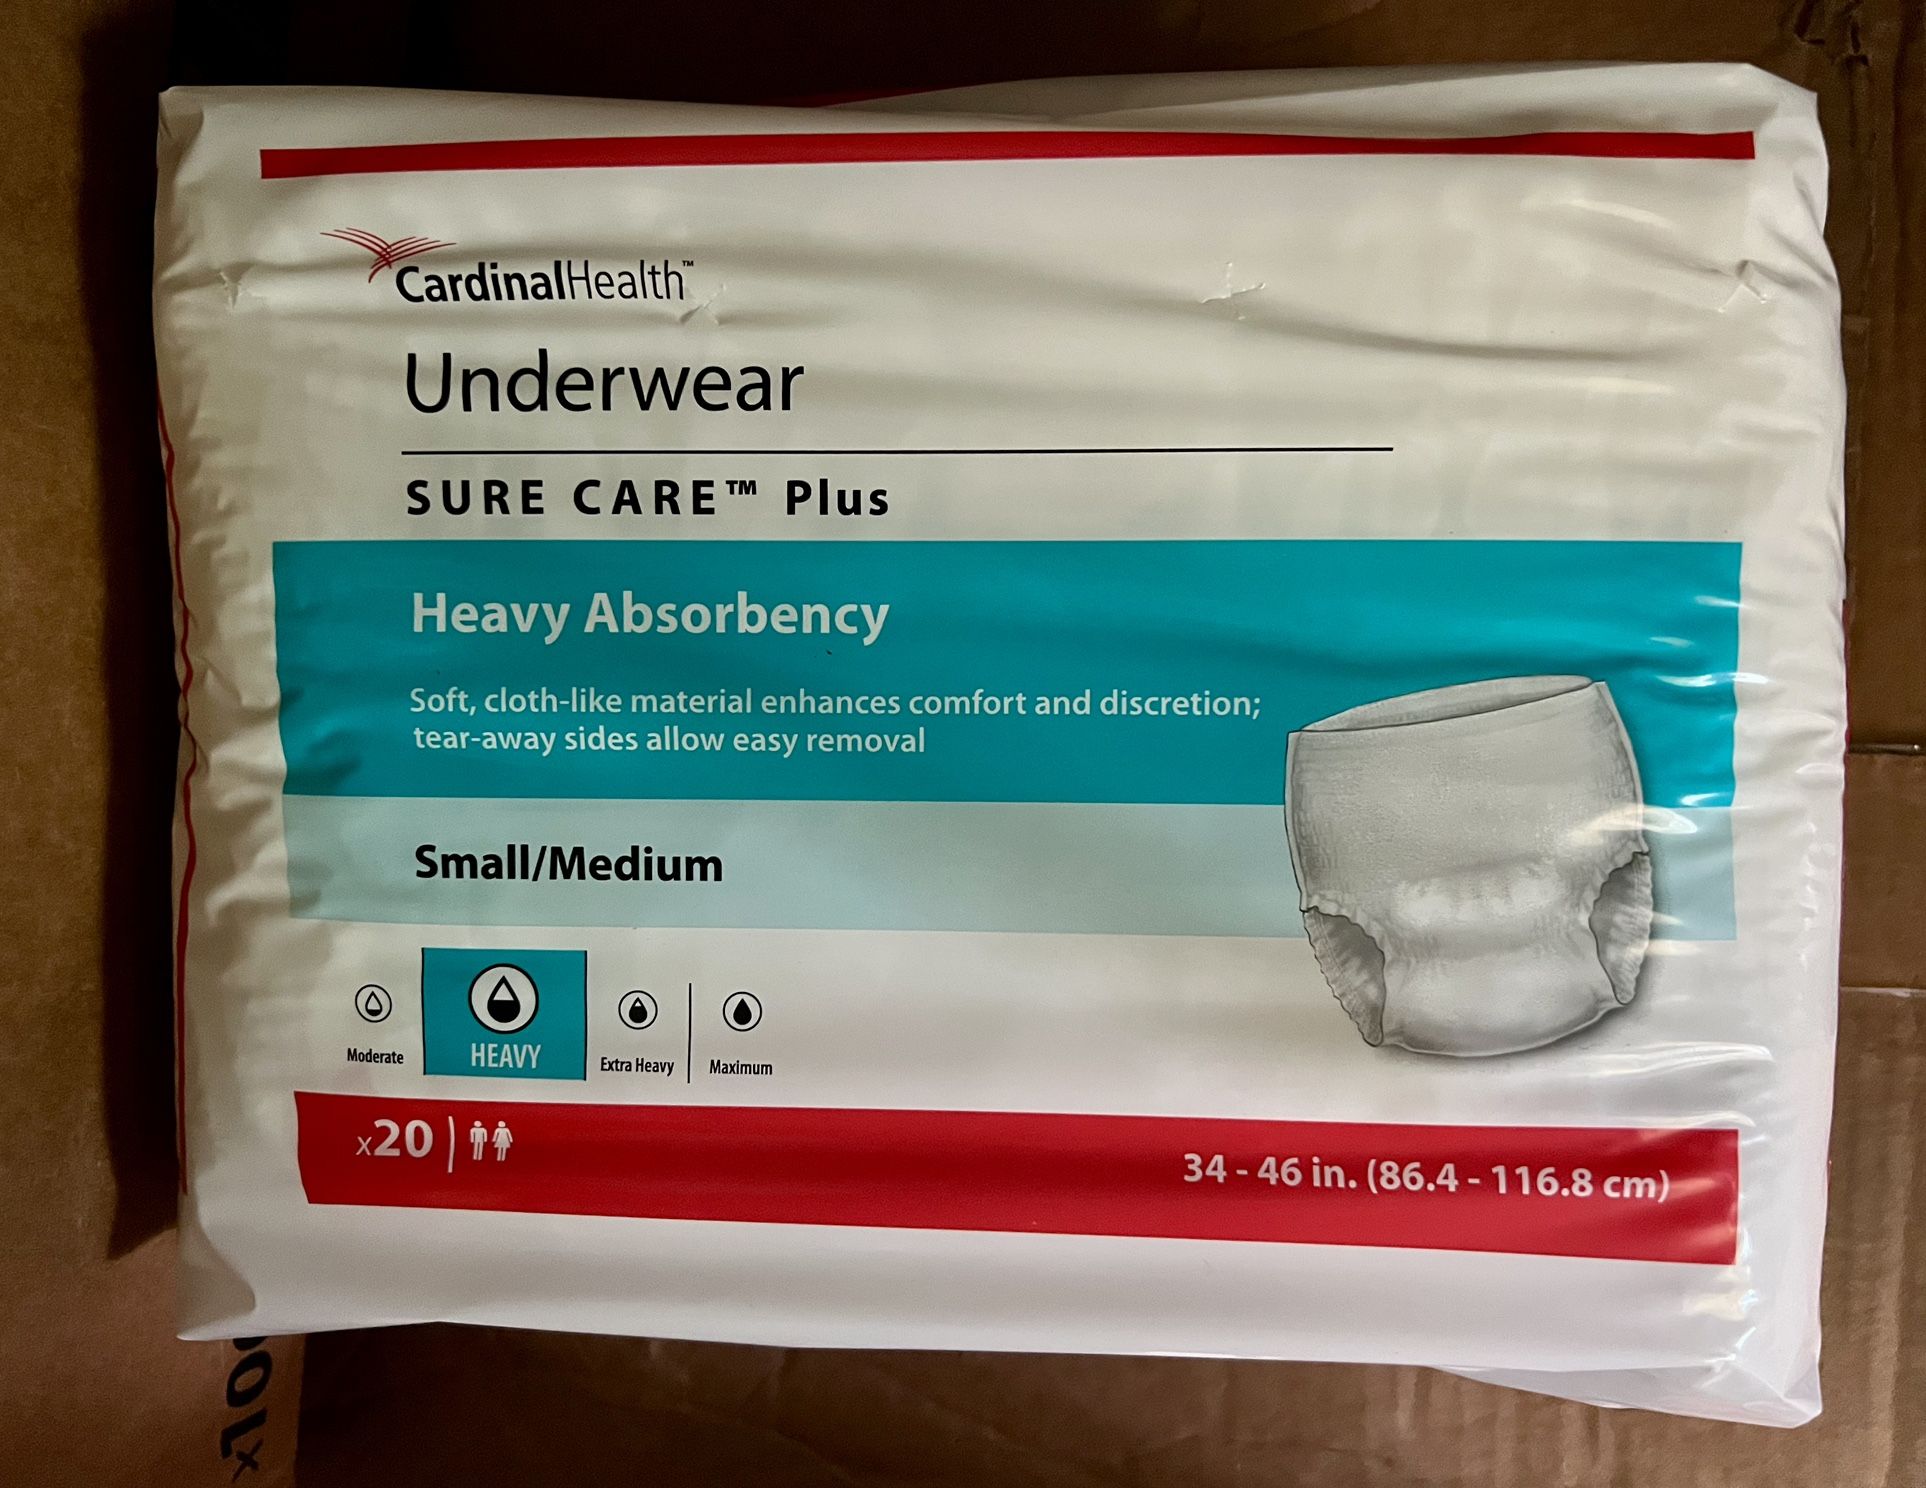 CardinalHealth™
Underwear
SURE CARE™ Plus
Heavy Absorbency
Soft, cloth-like material enhances comfort and discretion;
tear-away sides allow easy removal
Small/Medium
Moderate
HEAVY
Extra Heavy
Maximum
x20
34 - 46 in. (86.4 - 116.8 cm)